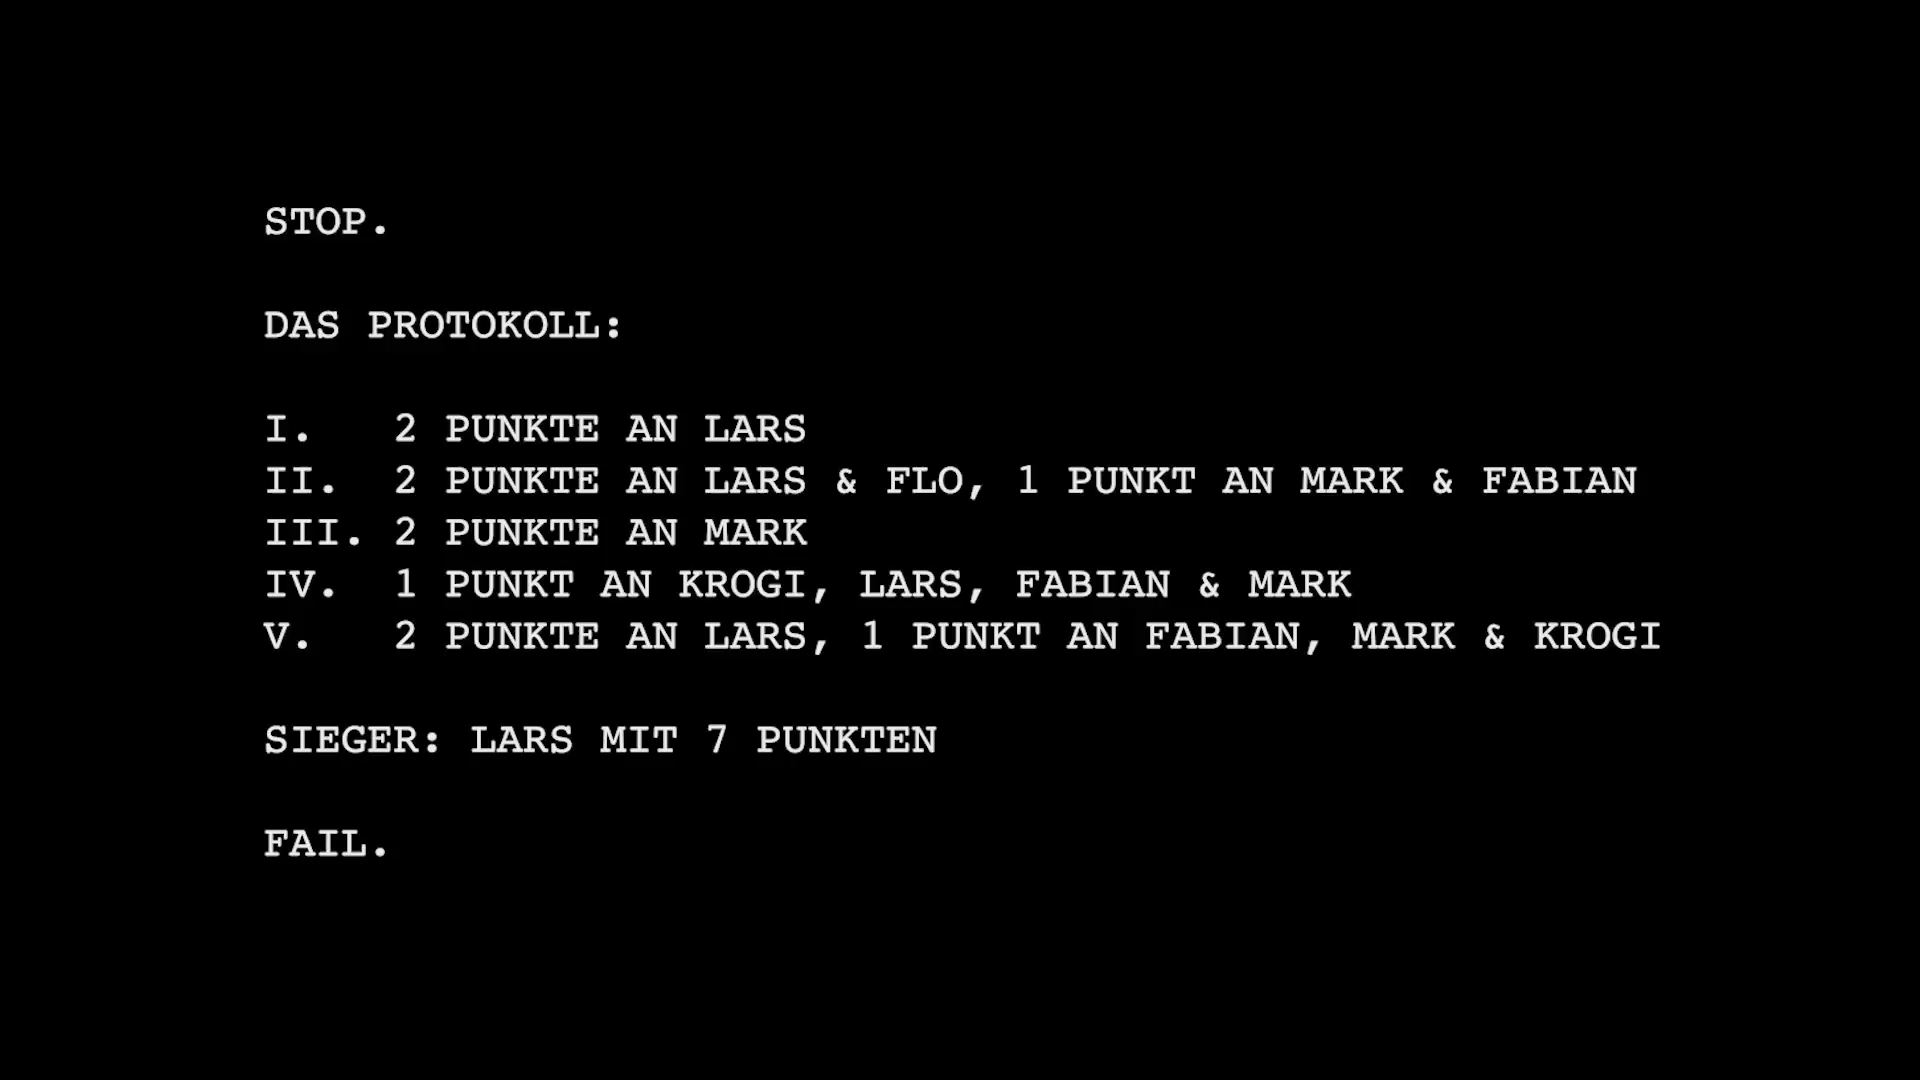 STOP.
DAS PROTOKOLL:
I. 2 PUNKTE AN LARS
II. 2 PUNKTE AN LARS & FLO, 1 PUNKT AN MARK & FABIAN
III. 2 PUNKTE AN MARK
IV. 1 PUNKT AN KROGI, LARS, FABIAN & MARK
V. 2 PUNKTE AN LARS, 1 PUNKT AN FABIAN, MARK & KROGI
SIEGER: LARS MIT 7 PUNKTEN
FAIL.